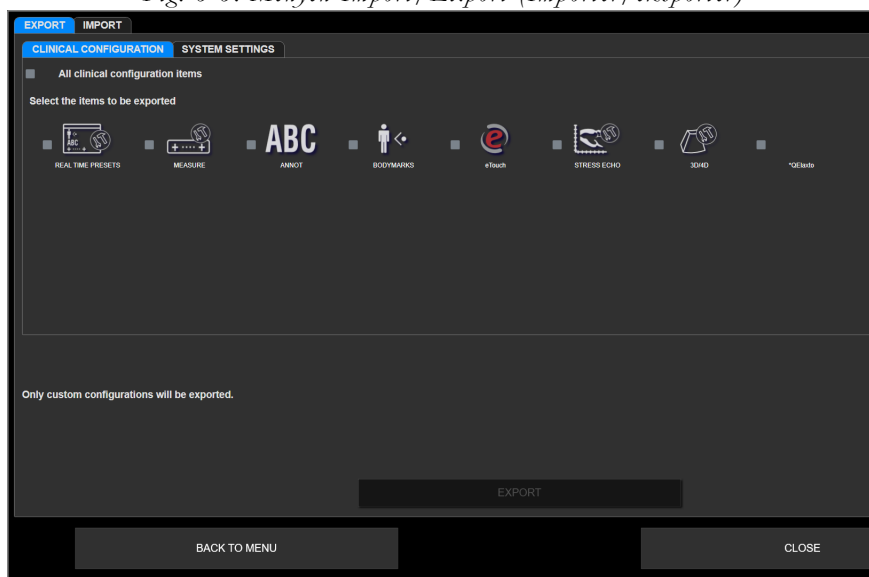 EXPORT IMPORT
CLINICAL CONFIGURATION SYSTEM SETTINGS
All clinical configuration items
Select the items to be exported
ABC
ABC
e
REAL TIME PRESETS MEASURE ANNOT BODYMARKS eTouch STRESS ECHO 3D/4D
Only custom configurations will be exported.
EXPORT
BACK TO MENU CLOSE